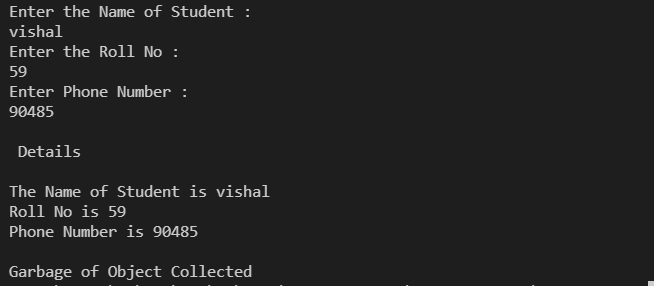 Enter the Name of Student :
vishal
Enter the Roll No :
59
Enter Phone Number :
90485
Details
The Name of Student is vishal
Roll No is 59
Phone Number is 90485
Garbage of Object Collected